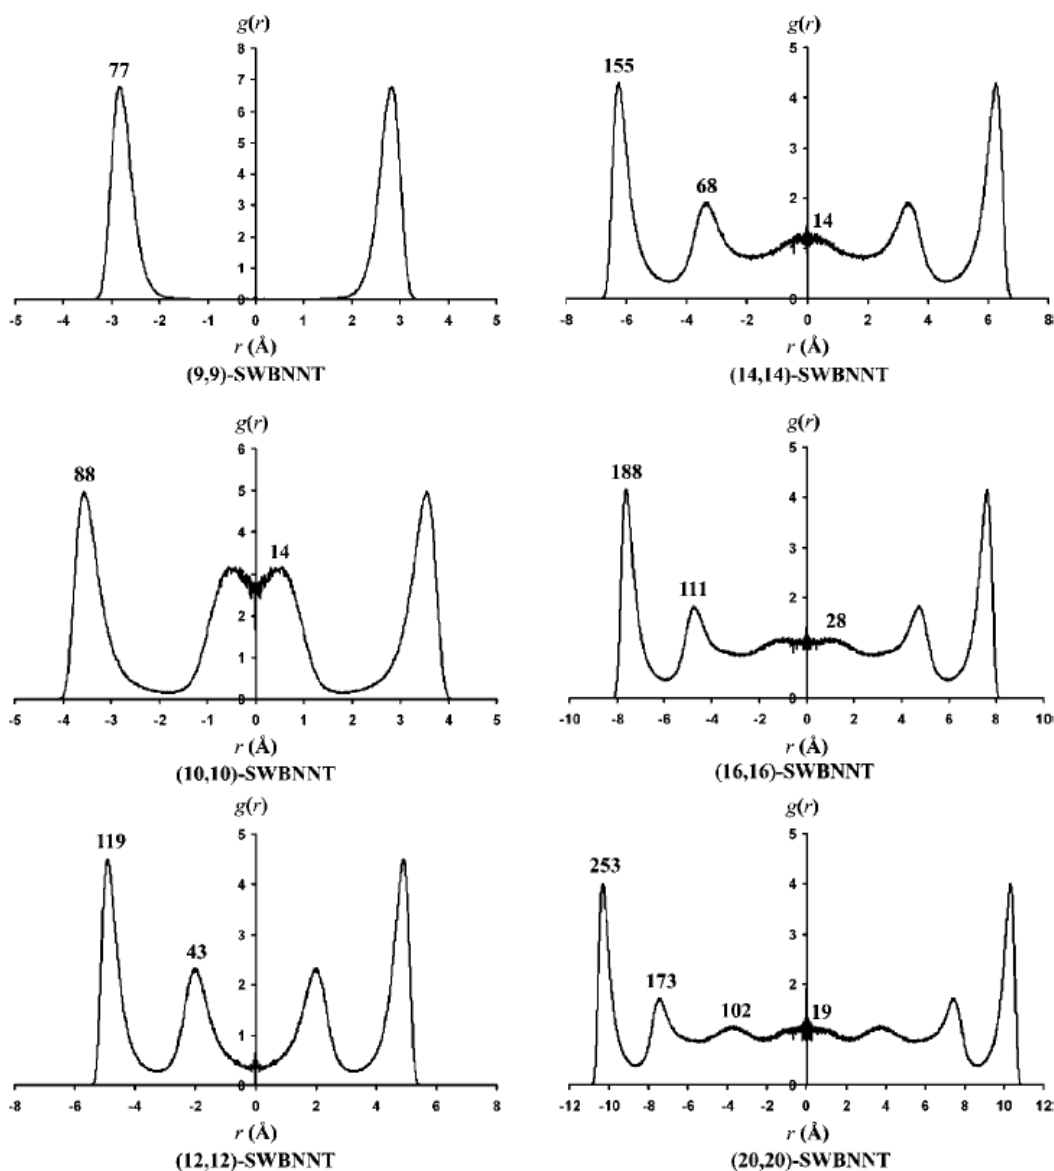 g(r)
8
7
6
5
4
3
2
1
0
77
-5 -4 -3 -2 -1 0 1 2 3 4 5
r (Å)
(9,9)-SWBNNT
g(r)
5
4
3
2
1
0
155
68
14
-8 -6 -4 -2 0 2 4 6 8
r (Å)
(14,14)-SWBNNT
g(r)
6
5
4
3
2
1
0
88
14
-5 -4 -3 -2 -1 0 1 2 3 4 5
r (Å)
(10,10)-SWBNNT
g(r)
5
4
3
2
1
0
188
111
28
-10 -8 -6 -4 -2 0 2 4 6 8 10
r (Å)
(16,16)-SWBNNT
g(r)
5
4
3
2
1
0
119
43
-8 -6 -4 -2 0 2 4 6 8
r (Å)
(12,12)-SWBNNT
g(r)
5
4
3
2
1
0
253
173
102
19
-12 -10 -8 -6 -4 -2 0 2 4 6 8 10 12
r (Å)
(20,20)-SWBNNT